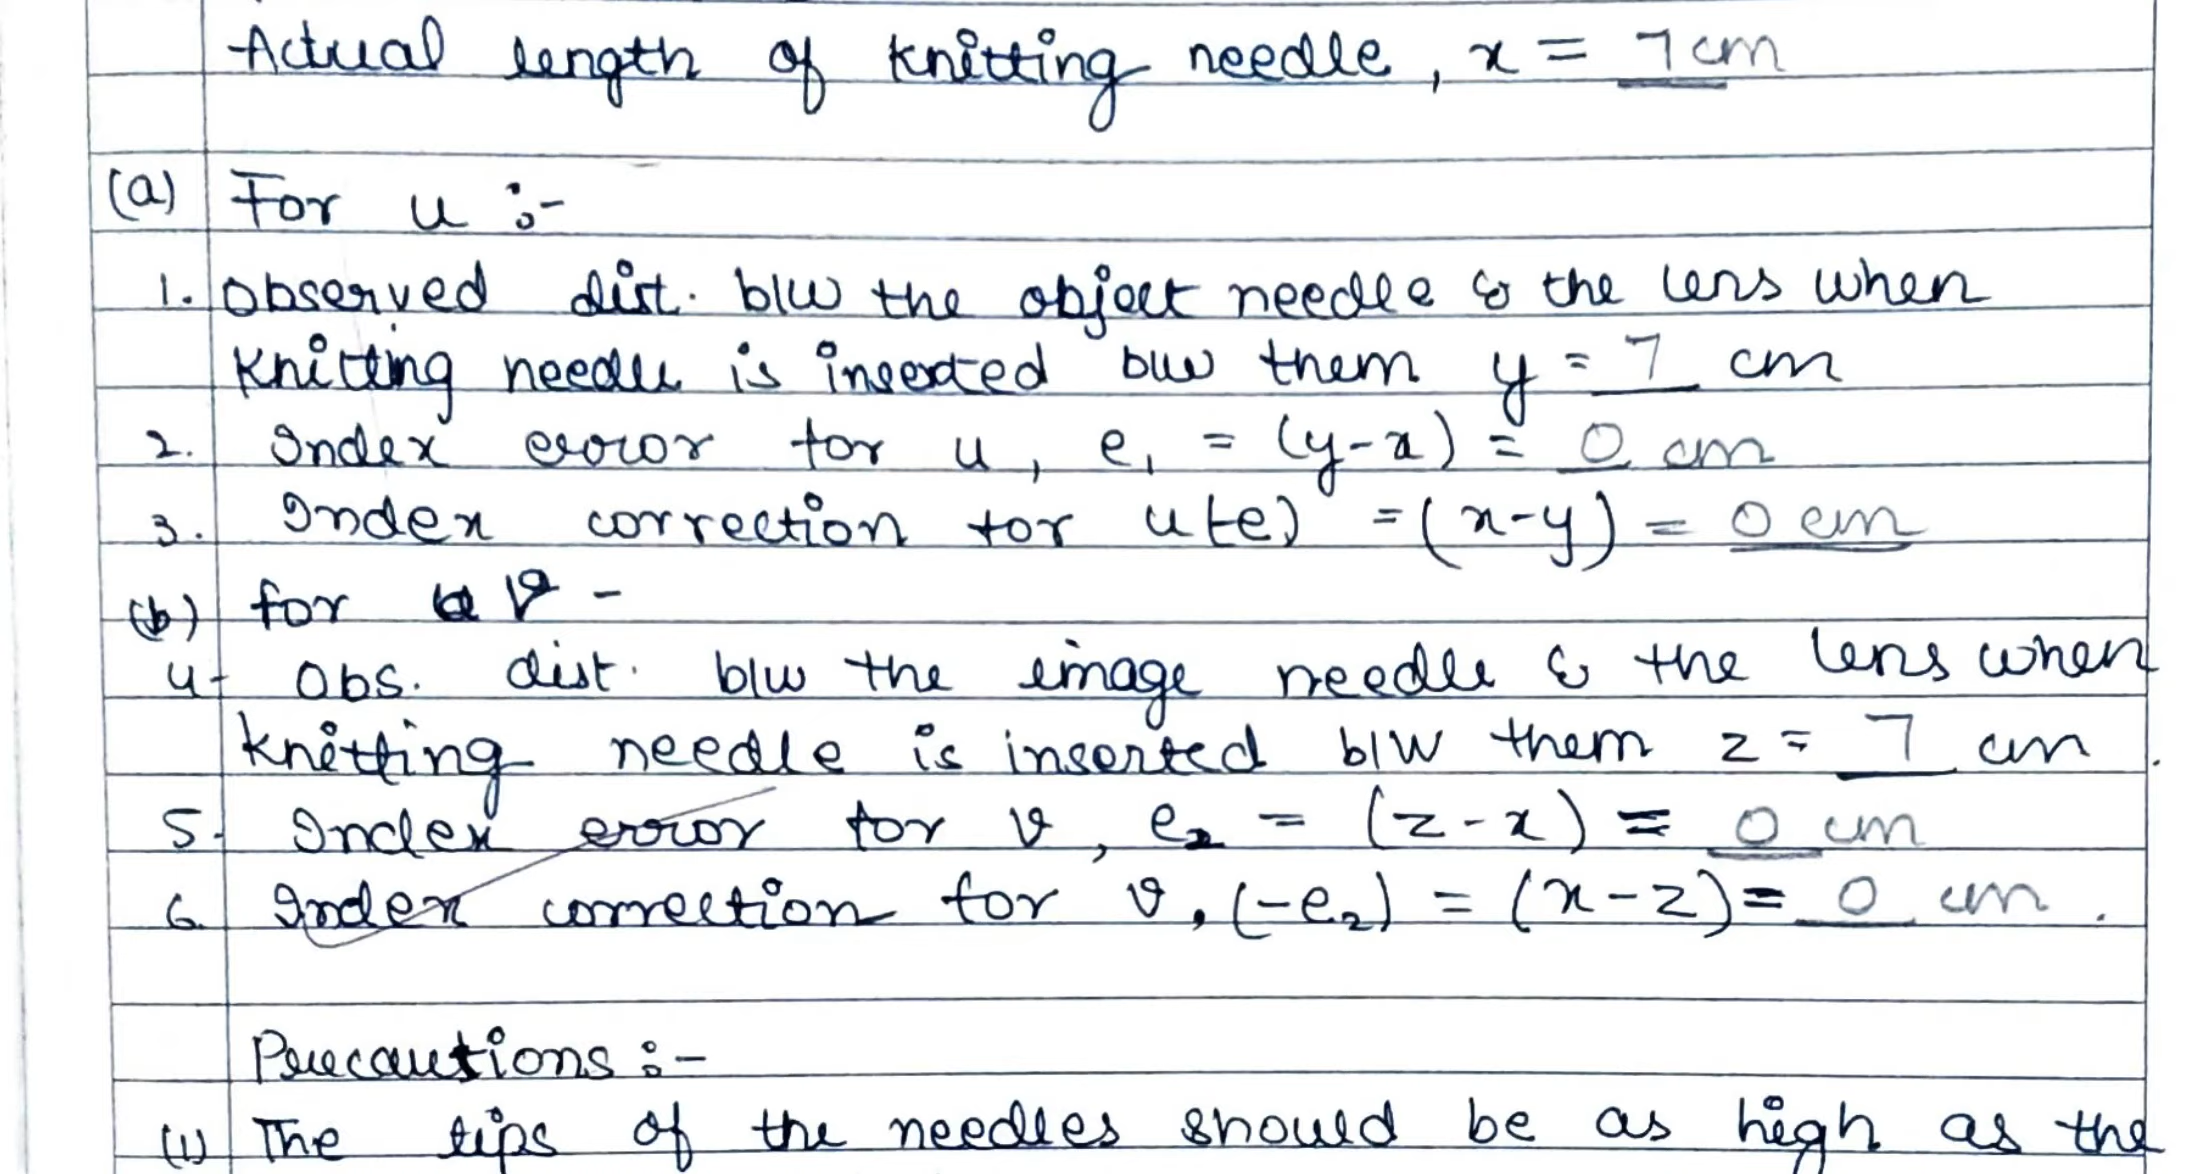 Actual length of knitting needle, x = 7 cm
(a) For u :-
1. Observed dist. b/w the object needle & the lens when
knitting needle is inserted b/w them y = 7 cm
2. Index error for u, e₁ = (y-x) = 0 cm
3. Index correction for u(-e) = (x-y) = 0 cm
(b) for v -
4. Obs. dist. b/w the image needle & the lens when
knitting needle is inserted b/w them z = 7 cm.
5. Index error for v, e₂ = (z-x) = 0 cm
6. Index correction for v, (-e₂) = (x-z) = 0 cm.
Precautions :-
(1) The tips of the needles should be as high as the